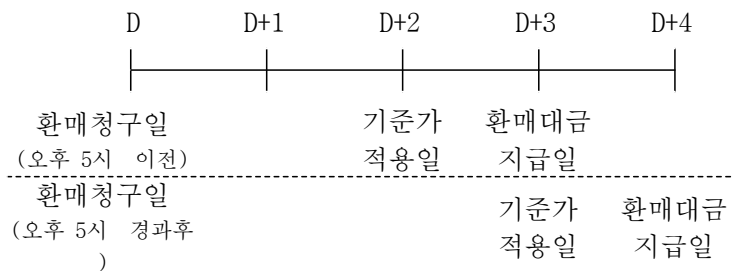 D D+1 D+2 D+3 D+4
환매청구일 기준가 환매대금
(오후 5시 이전) 적용일 지급일
환매청구일 기준가 환매대금
(오후 5시 경과후 적용일 지급일
)